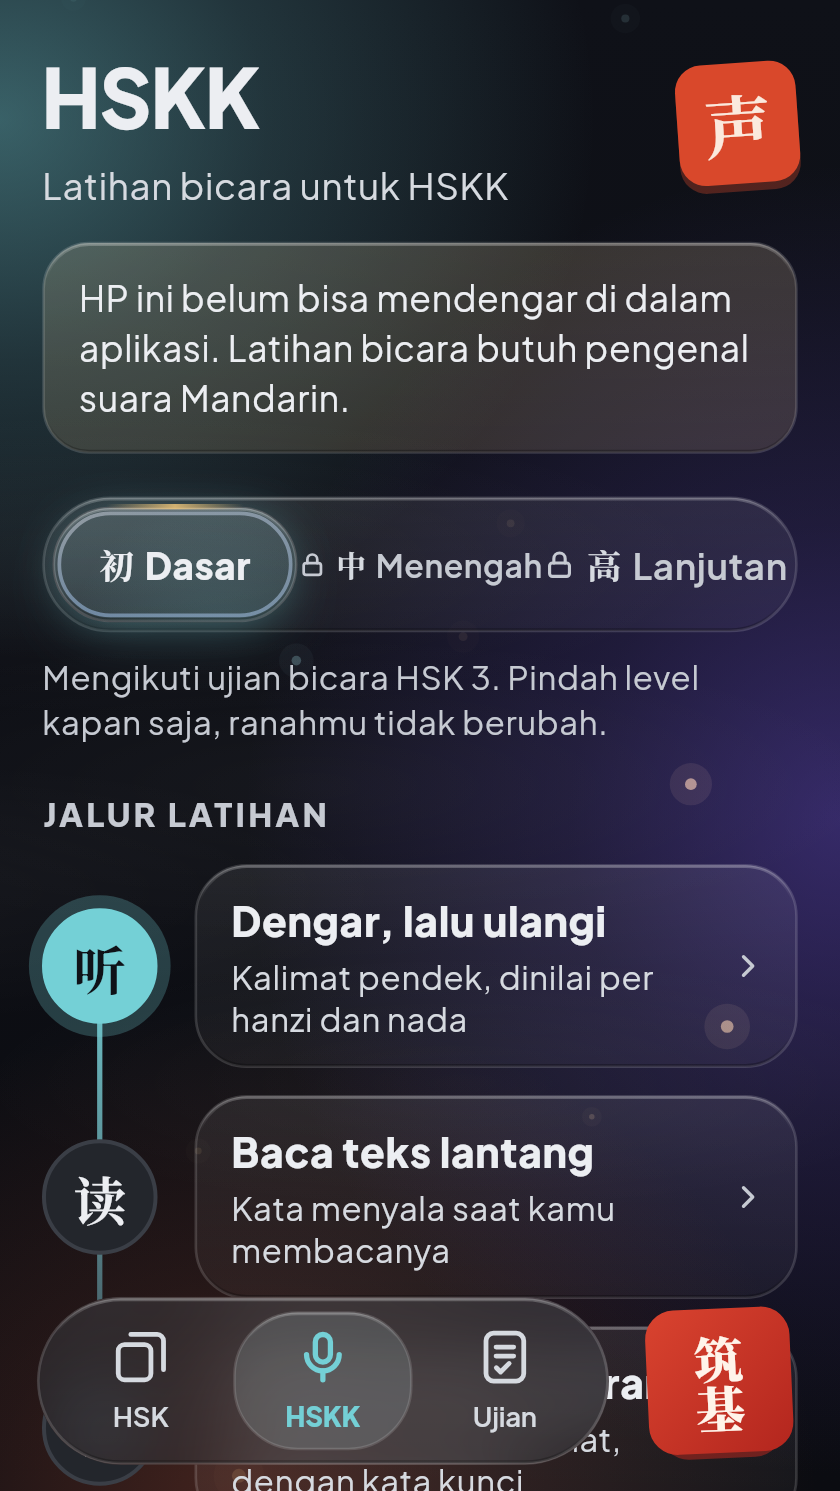 HSKK
声
Latihan bicara untuk HSKK
HP ini belum bisa mendengar di dalam
aplikasi. Latihan bicara butuh pengenal
suara Mandarin.
初 Dasar
中 Menengah
高 Lanjutan
Mengikuti ujian bicara HSK 3. Pindah level
kapan saja, ranahmu tidak berubah.
JALUR LATIHAN
听
Dengar, lalu ulangi
Kalimat pendek, dinilai per
hanzi dan nada
读
Baca teks lantang
Kata menyala saat kamu
membacanya
dengan kata kunci
HSK
HSKK
Ujian
筑
基